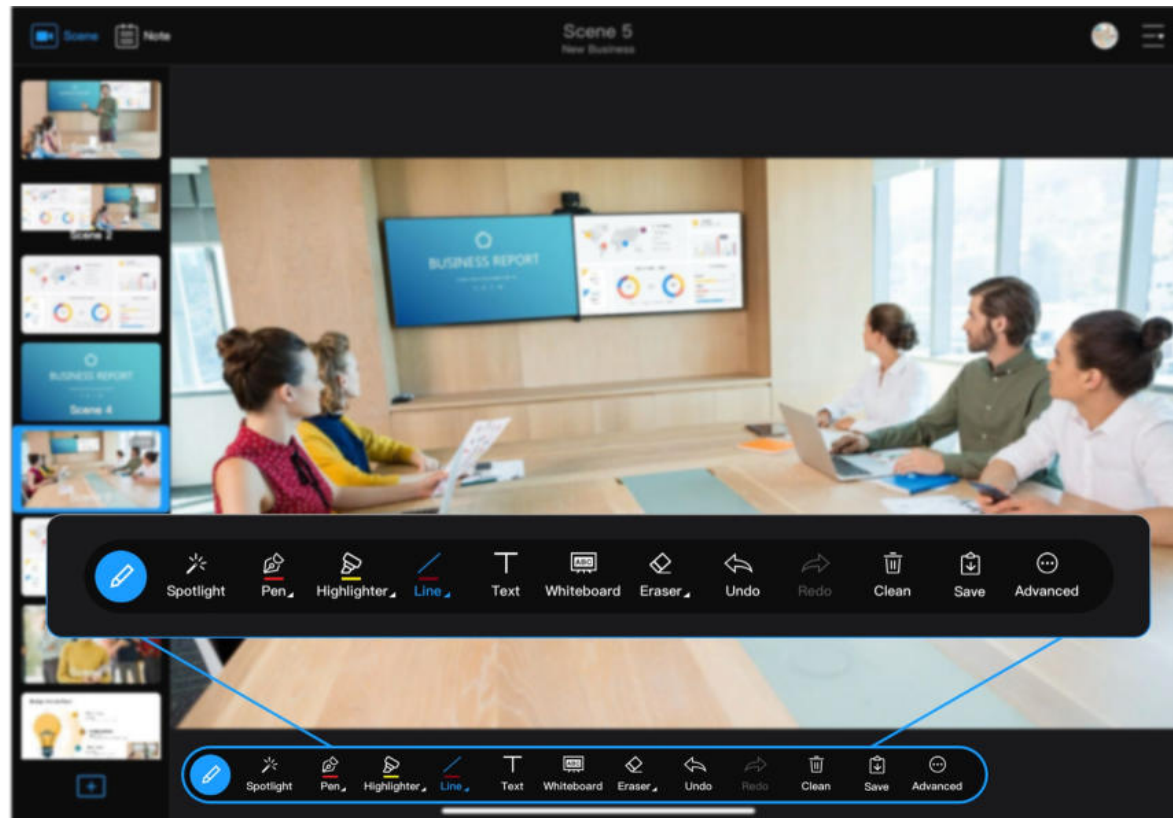 Scene
Note
Scene 5
New Business
BUSINESS REPORT
Scene 2
BUSINESS REPORT
Scene 4
Spotlight
Pen
Highlighter
Line
Text
ABC
Whiteboard
Eraser
Undo
Redo
Clean
Save
Advanced
Spotlight
Pen
Highlighter
Line
Text
ABC
Whiteboard
Eraser
Undo
Redo
Clean
Save
Advanced